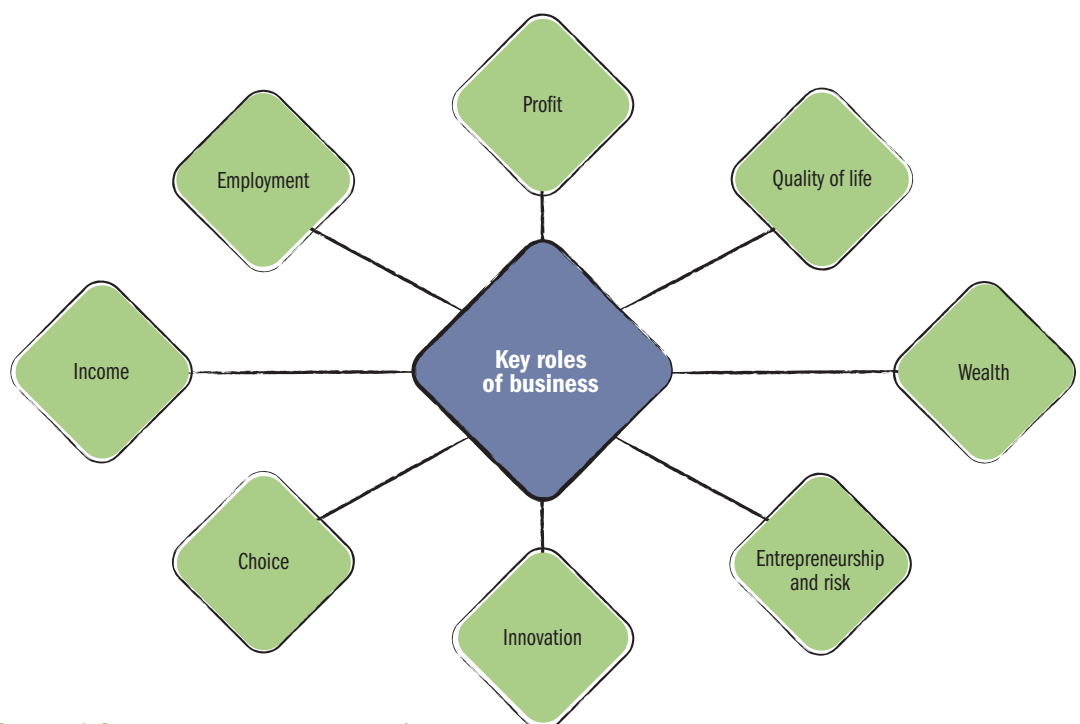 Profit
Employment
Quality of life
Income
Key roles
of business
Wealth
Choice
Entrepreneurship
and risk
Innovation